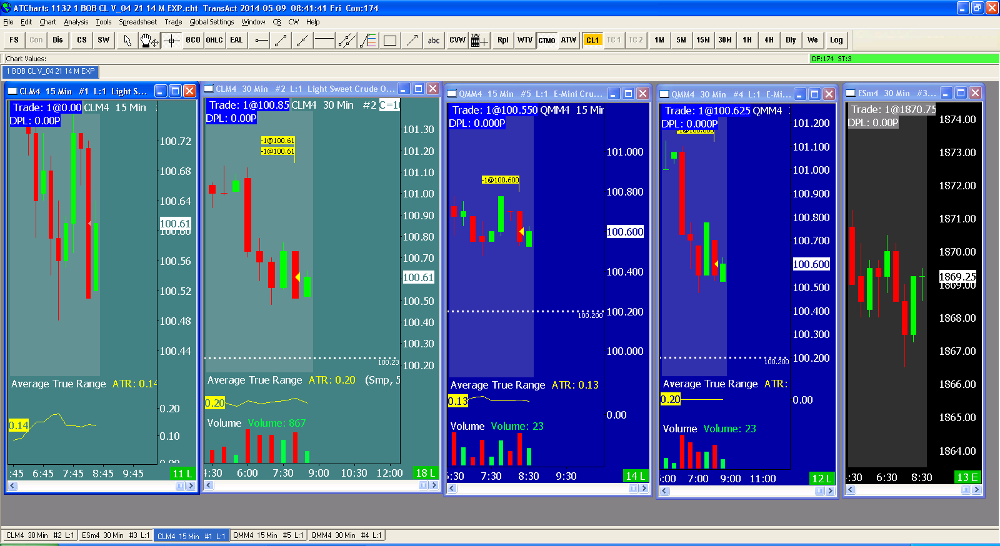 ATCharts 1132 1 BOB CL V_04 21 14 M EXP.cht TransAct 2014-05-09 08:41:41 Fri Con:174
File Edit Chart Analysis Tools Spreadsheet Trade Global Settings Window CB CW Help
FS Con Dis CS SW GCO OHLC EAL abc CVW TVW Rpl WTV CTMO ATW CL1 TC 1 TC 2 1M 5M 15M 30M 1H 4H Dly We Log
Chart Values: DF:174 ST:3
1 BOB CL V_04 21 14 M EXP
CLM4 15 Min #1 L:1 Light S...
Trade: 1@0.00 CLM4 15 Min
DPL: 0.00P
100.72
100.68
100.64
100.61
100.60
100.56
100.52
100.48
100.44
Average True Range ATR: 0.14
0.20
0.14
0.10
0.00
:45 6:45 7:45 8:45 9:45 11 L
CLM4 30 Min #2 L:1 Light Sweet Crude O...
Trade: 1@100.85 CLM4 30 Min #2 C=10
DPL: 0.00P
-1@100.61
-1@100.61
101.30
101.20
101.10
101.00
100.90
100.80
100.70
100.61
100.50
100.40
100.30
100.23
100.20
Average True Range ATR: 0.20 (Smp, 5
0.20
Volume Volume: 867
4:30 6:00 7:30 9:00 10:30 12:00 18 L
QMM4 15 Min #5 L:1 E-Mini Cru...
Trade: 1@100.550 QMM4 15 Min
DPL: 0.000P
-1@100.600
101.000
100.800
100.600
100.400
100.200
100.200
100.000
Average True Range ATR: 0.13
0.13
0.00
Volume Volume: 23
:30 7:30 8:30 9:30 14 L
QMM4 30 Min #4 L:1 E-Mi...
Trade: 1@100.625 QMM4
DPL: 0.000P
-1@100.600
101.200
101.100
101.000
100.900
100.800
100.700
100.600
100.500
100.400
100.300
100.200
100.200
Average True Range ATR:
0.20
0.00
Volume Volume: 23
:00 7:00 9:00 11:00 12 L
ESm4 30 Min #3...
Trade: 1@1870.75
DPL: 0.00P
1874.00
1873.00
1872.00
1871.00
1870.00
1869.25
1869.00
1868.00
1867.00
1866.00
1865.00
1864.00
:30 6:30 8:30 13 E
CLM4 30 Min #2 L:1 ESm4 30 Min #3 L:1 CLM4 15 Min #1 L:1 QMM4 15 Min #5 L:1 QMM4 30 Min #4 L:1